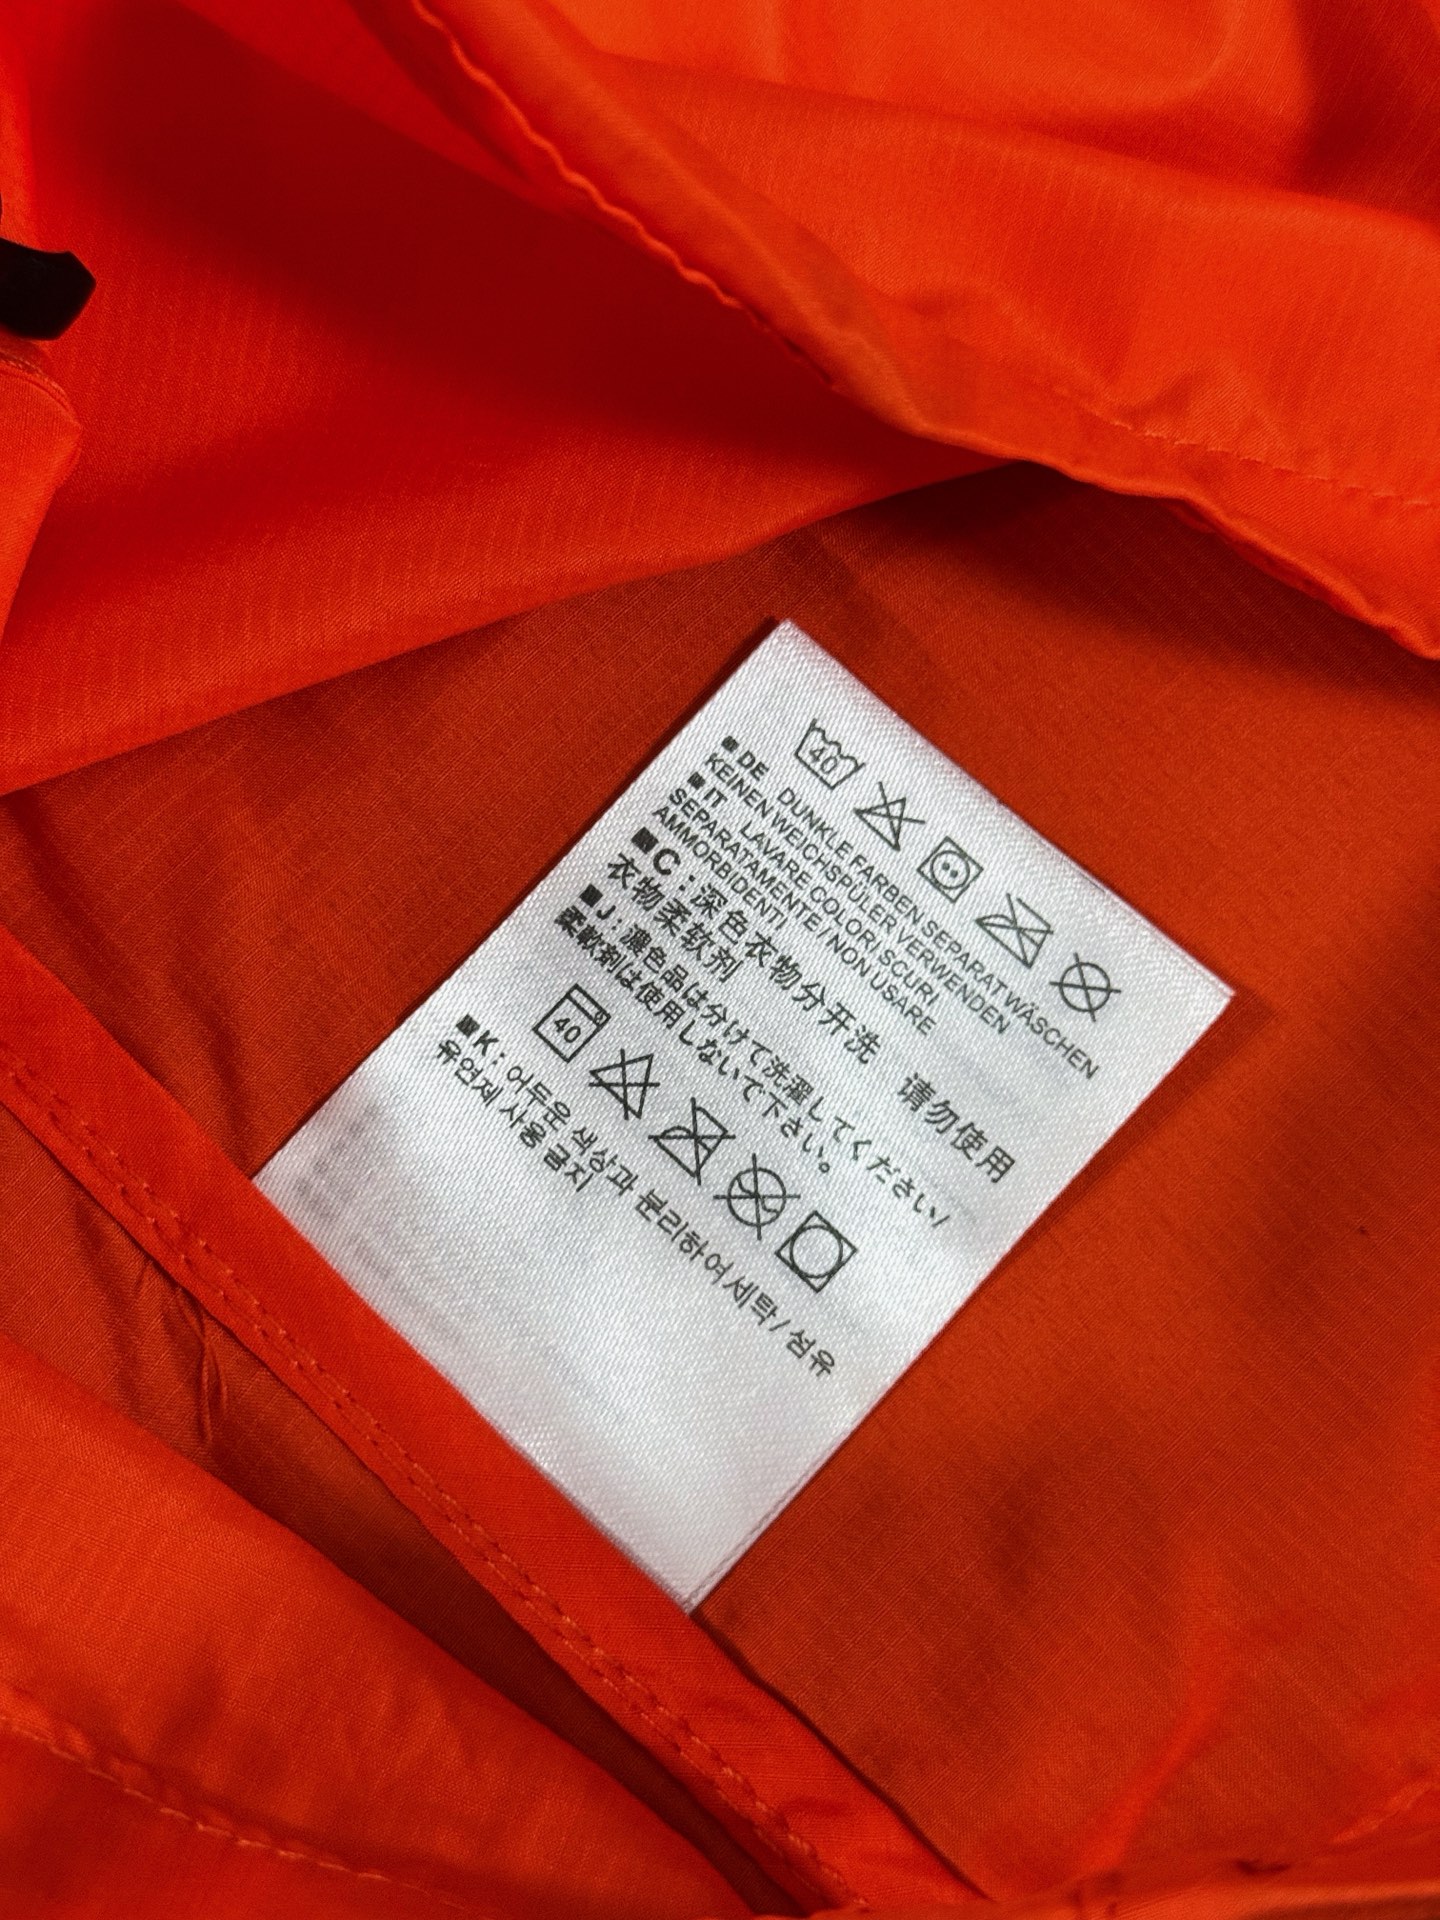 40
■ DE DUNKLE FARBEN SEPARAT WÄSCHEN
KEINEN WEICHSPÜLER VERWENDEN
■ IT LAVARE COLORI SCURI
SEPARATAMENTE / NON USARE
AMMORBIDENTI
■C : 深色衣物分开洗 请勿使用
衣物柔软剂
■J : 濃色品は分けて洗濯してください/
柔軟剤は使用しないで下さい。
40
■K : 어두운 색상과 분리하여 세탁/ 섬유
유연제 사용 금지